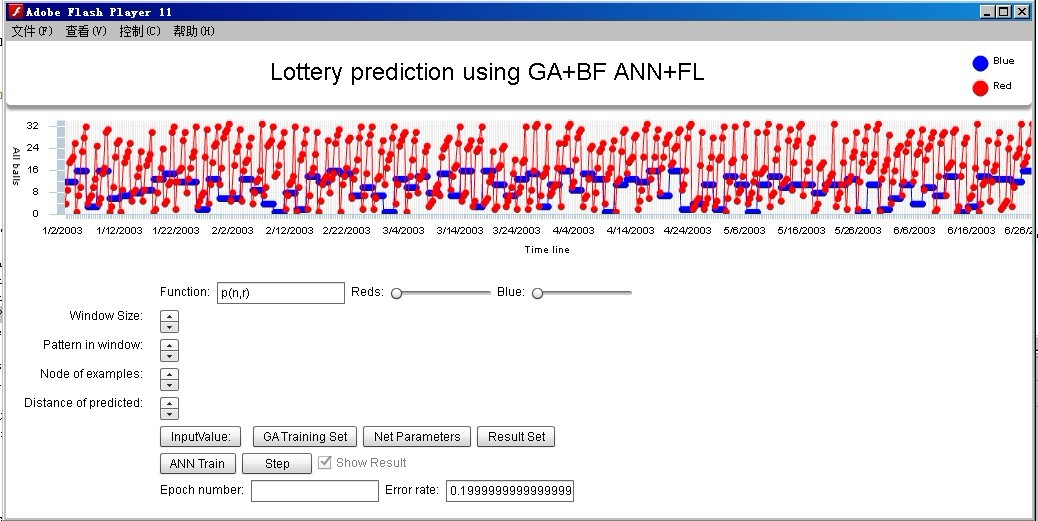 Adobe Flash Player 11
文件(F) 查看(V) 控制(C) 帮助(H)
Lottery prediction using GA+BF ANN+FL
Blue
Red
All balls
32
24
16
8
0
1/2/2003 1/12/2003 1/22/2003 2/2/2003 2/12/2003 2/22/2003 3/4/2003 3/14/2003 3/24/2003 4/4/2003 4/14/2003 4/24/2003 5/6/2003 5/16/2003 5/26/2003 6/6/2003 6/16/2003 6/26/2
Time line
Function: p(n,r) Reds: Blue:
Window Size:
Pattern in window:
Node of examples:
Distance of predicted:
InputValue: GATraining Set Net Parameters Result Set
ANN Train Step Show Result
Epoch number: Error rate: 0.1999999999999999